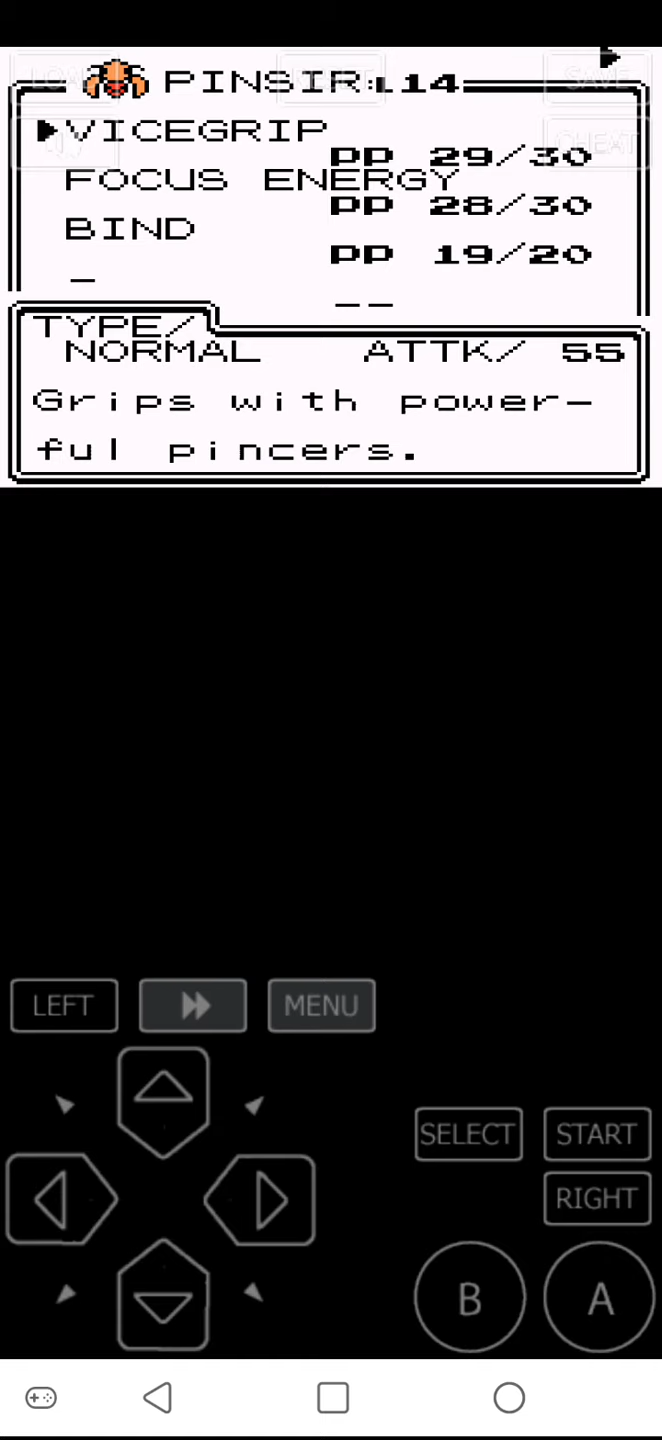 PINSIR :L14
VICEGRIP
PP 29/30
FOCUS ENERGY
PP 28/30
BIND
PP 19/20
–
--
TYPE/
NORMAL ATTK/ 55
Grips with power-
ful pincers.
LEFT MENU
SELECT START
RIGHT
B A